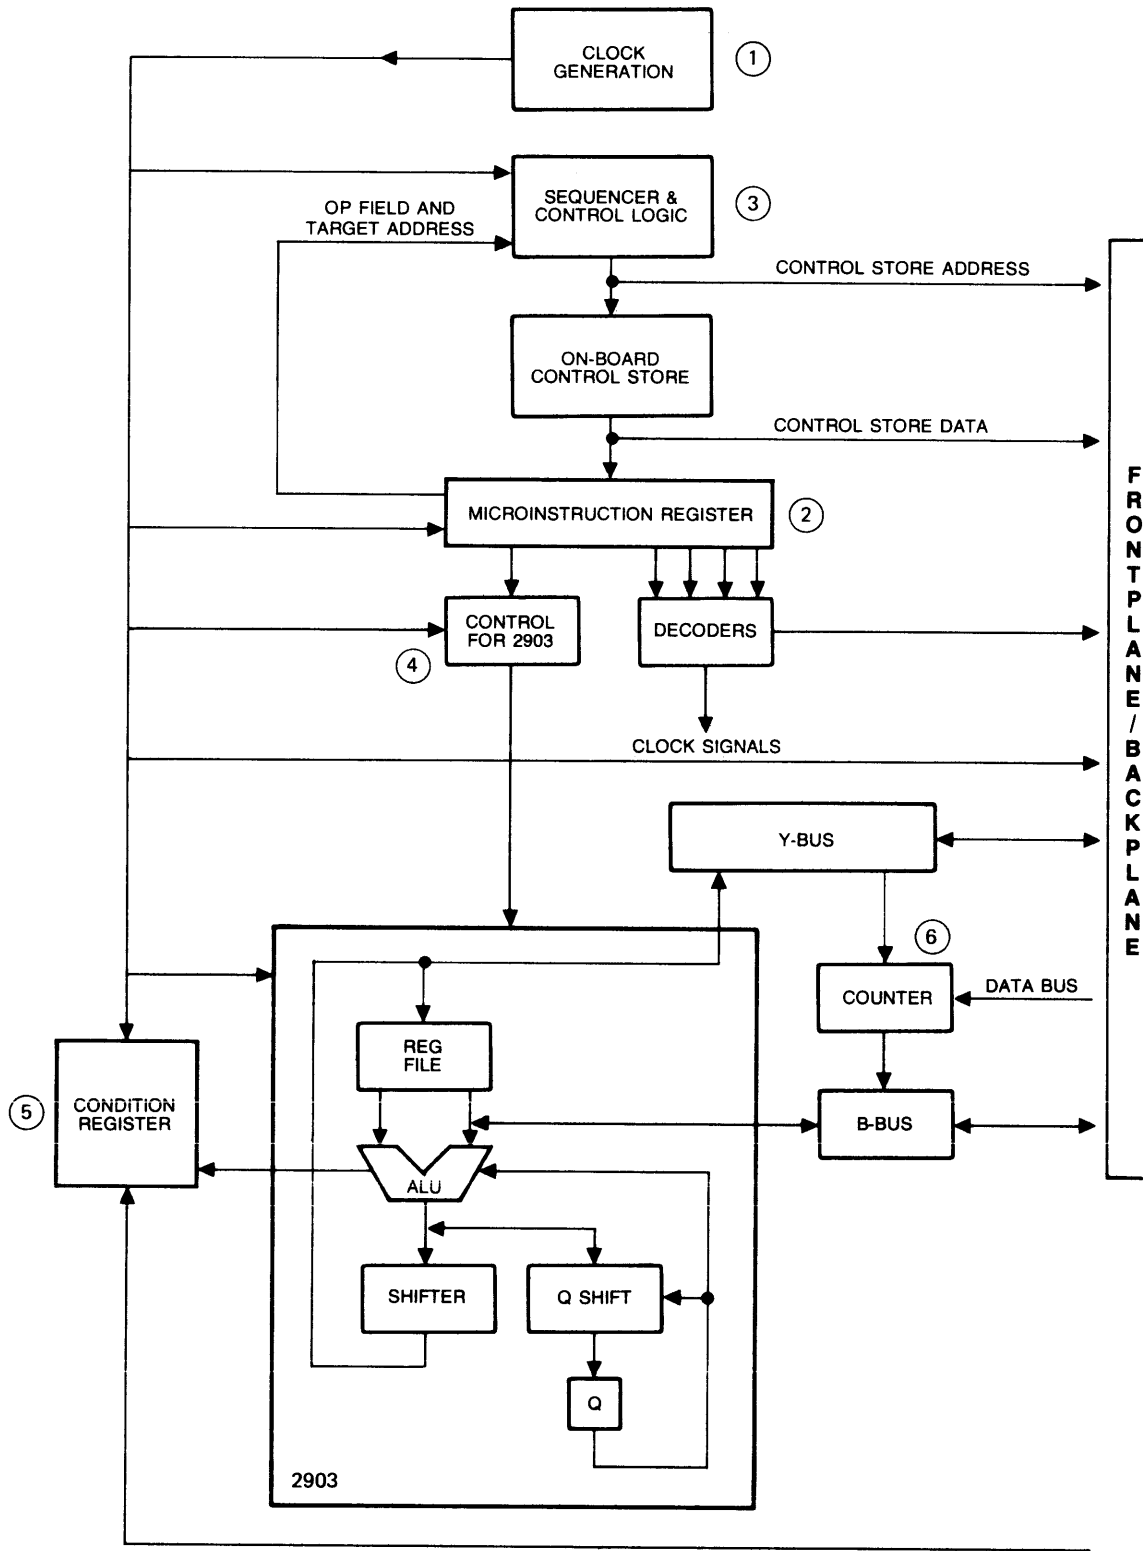 CLOCK
GENERATION
1
SEQUENCER &
CONTROL LOGIC
3
OP FIELD AND
TARGET ADDRESS
CONTROL STORE ADDRESS
ON-BOARD
CONTROL STORE
CONTROL STORE DATA
MICROINSTRUCTION REGISTER
2
CONTROL
FOR 2903
4
DECODERS
CLOCK SIGNALS
Y-BUS
6
COUNTER
DATA BUS
B-BUS
REG
FILE
5
CONDITION
REGISTER
ALU
SHIFTER
Q SHIFT
Q
2903
FRONTPLANE/BACKPLANE